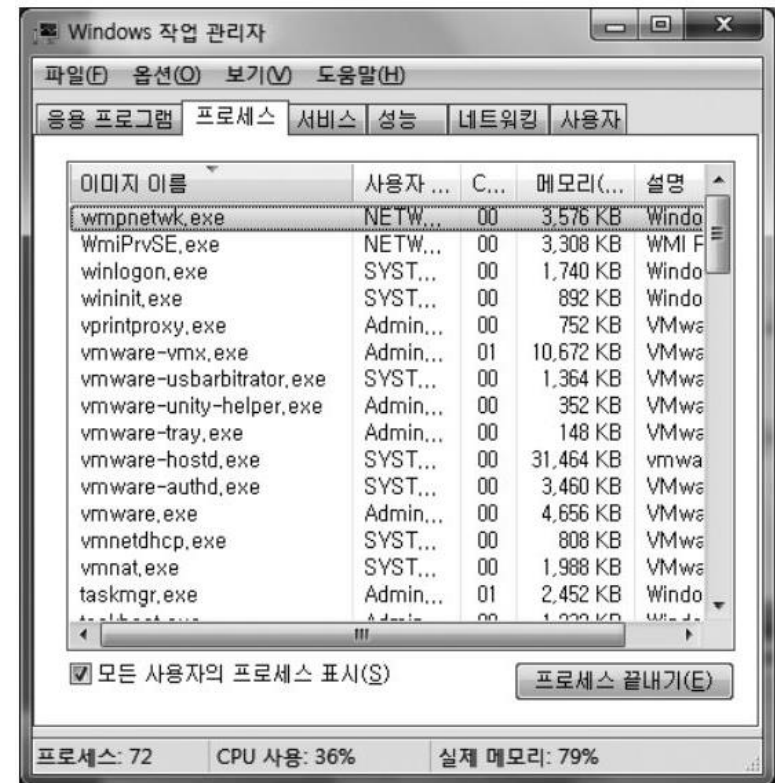 Windows 작업 관리자
파일(F) 옵션(O) 보기(V) 도움말(H)
응용 프로그램 프로세스 서비스 성능 네트워킹 사용자
이미지 이름 사용자 ... C... 메모리(... 설명
wmpnetwk.exe NETW... 00 3,576 KB Windo
WmiPrvSE.exe NETW... 00 3,308 KB WMI P
winlogon.exe SYST... 00 1,740 KB Windo
wininit.exe SYST... 00 892 KB Windo
vprintproxy.exe Admin... 00 752 KB VMwa
vmware-vmx.exe Admin... 01 10,672 KB VMwa
vmware-usbarbitrator.exe SYST... 00 1,364 KB VMwa
vmware-unity-helper.exe Admin... 00 352 KB VMwa
vmware-tray.exe Admin... 00 148 KB VMwa
vmware-hostd.exe SYST... 00 31,464 KB vmwa
vmware-authd.exe SYST... 00 3,460 KB VMwa
vmware.exe Admin... 00 4,656 KB VMwa
vmnetdhcp.exe SYST... 00 808 KB VMwa
vmnat.exe SYST... 00 1,988 KB VMwa
taskmgr.exe Admin... 01 2,452 KB Windo
모든 사용자의 프로세스 표시(S) 프로세스 끝내기(E)
프로세스: 72 CPU 사용: 36% 실제 메모리: 79%